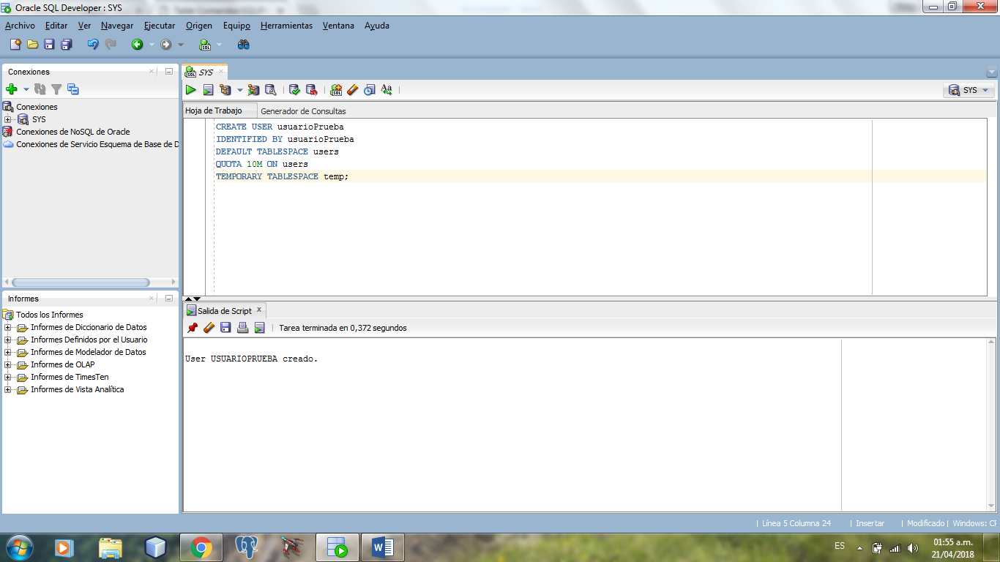 Oracle SQL Developer : SYS
Archivo Editar Ver Navegar Ejecutar Origen Equipo Herramientas Ventana Ayuda
Conexiones
Conexiones
SYS
Conexiones de NoSQL de Oracle
Conexiones de Servicio Esquema de Base de D
SYS
SYS
Hoja de Trabajo Generador de Consultas
CREATE USER usuarioPrueba
IDENTIFIED BY usuarioPrueba
DEFAULT TABLESPACE users
QUOTA 10M ON users
TEMPORARY TABLESPACE temp;
Informes
Todos los Informes
Informes de Diccionario de Datos
Informes Definidos por el Usuario
Informes de Modelador de Datos
Informes de OLAP
Informes de TimesTen
Informes de Vista Analítica
Salida de Script
Tarea terminada en 0,372 segundos
User USUARIOPRUEBA creado.
Línea 5 Columna 24 | Insertar | Modificado | Windows: CF
ES
01:55 a.m.
21/04/2018